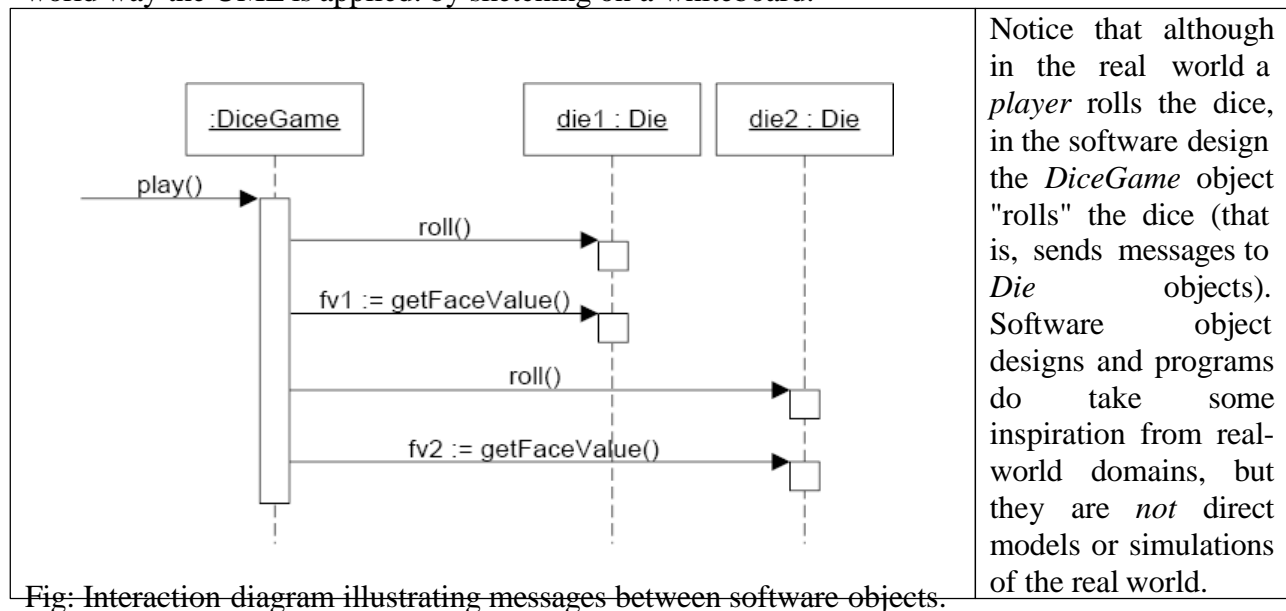 world way the UML is applied: by sketching on a whiteboard.
:DiceGame
die1 : Die
die2 : Die
play()
roll()
fv1 := getFaceValue()
roll()
fv2 := getFaceValue()
Fig: Interaction diagram illustrating messages between software objects.
Notice that although
in the real world a
player rolls the dice,
in the software design
the DiceGame object
"rolls" the dice (that
is, sends messages to
Die objects).
Software object
designs and programs
do take some
inspiration from real-
world domains, but
they are not direct
models or simulations
of the real world.